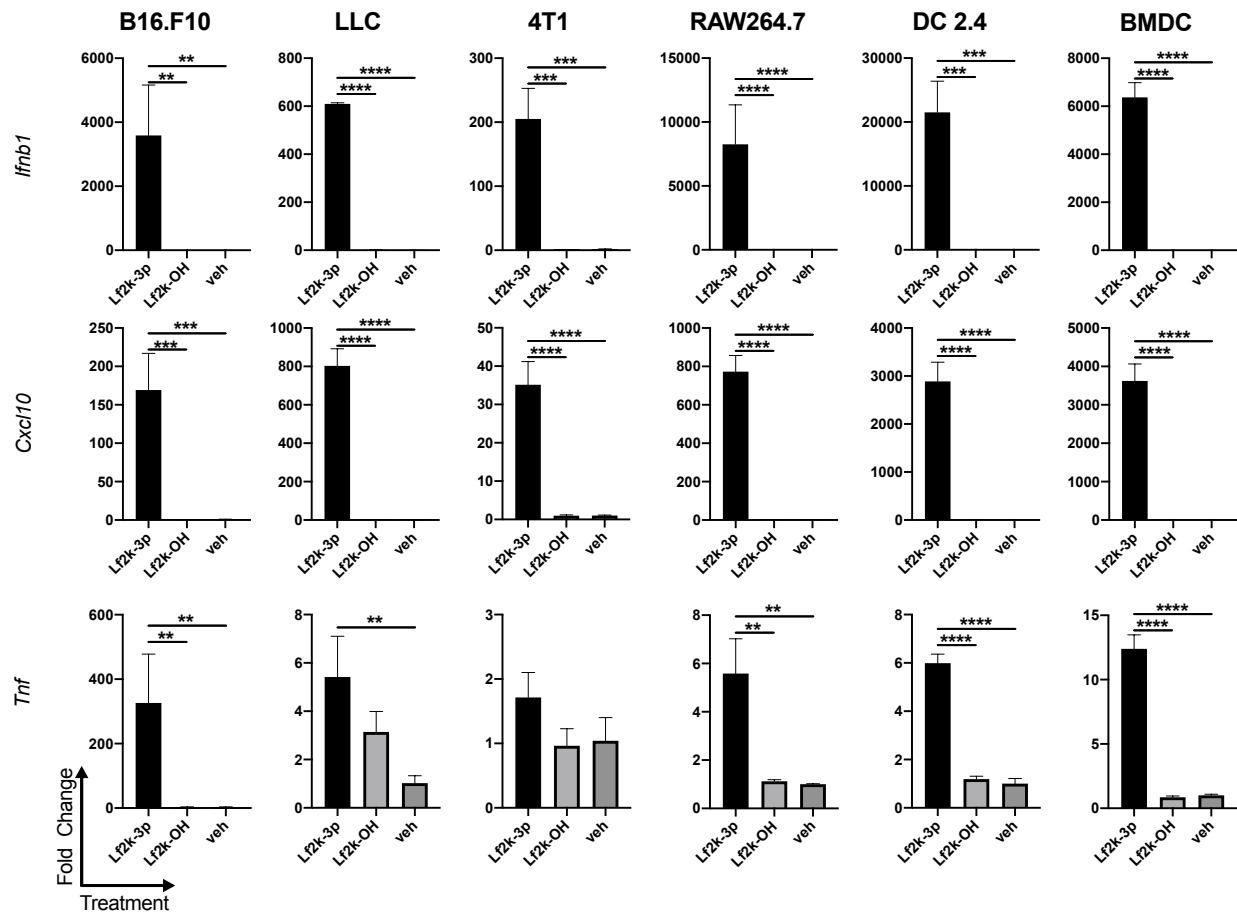 B16.F10 LLC 4T1 RAW264.7 DC 2.4 BMDC
Ifnb1
6000 4000 2000 0 ** ** Lf2k-3p Lf2k-OH veh
800 600 400 200 0 **** **** Lf2k-3p Lf2k-OH veh
300 200 100 0 *** *** Lf2k-3p Lf2k-OH veh
15000 10000 5000 0 **** **** Lf2k-3p Lf2k-OH veh
30000 20000 10000 0 *** *** Lf2k-3p Lf2k-OH veh
8000 6000 4000 2000 0 **** **** Lf2k-3p Lf2k-OH veh
Cxcl10
250 200 150 100 50 0 *** *** Lf2k-3p Lf2k-OH veh
1000 800 600 400 200 0 **** **** Lf2k-3p Lf2k-OH veh
50 40 30 20 10 0 **** **** Lf2k-3p Lf2k-OH veh
1000 800 600 400 200 0 **** **** Lf2k-3p Lf2k-OH veh
4000 3000 2000 1000 0 **** **** Lf2k-3p Lf2k-OH veh
5000 4000 3000 2000 1000 0 **** **** Lf2k-3p Lf2k-OH veh
Tnf
600 400 200 0 ** ** Lf2k-3p Lf2k-OH veh
8 6 4 2 0 ** Lf2k-3p Lf2k-OH veh
3 2 1 0 Lf2k-3p Lf2k-OH veh
8 6 4 2 0 ** ** Lf2k-3p Lf2k-OH veh
8 6 4 2 0 **** **** Lf2k-3p Lf2k-OH veh
15 10 5 0 **** **** Lf2k-3p Lf2k-OH veh
Fold Change
Treatment